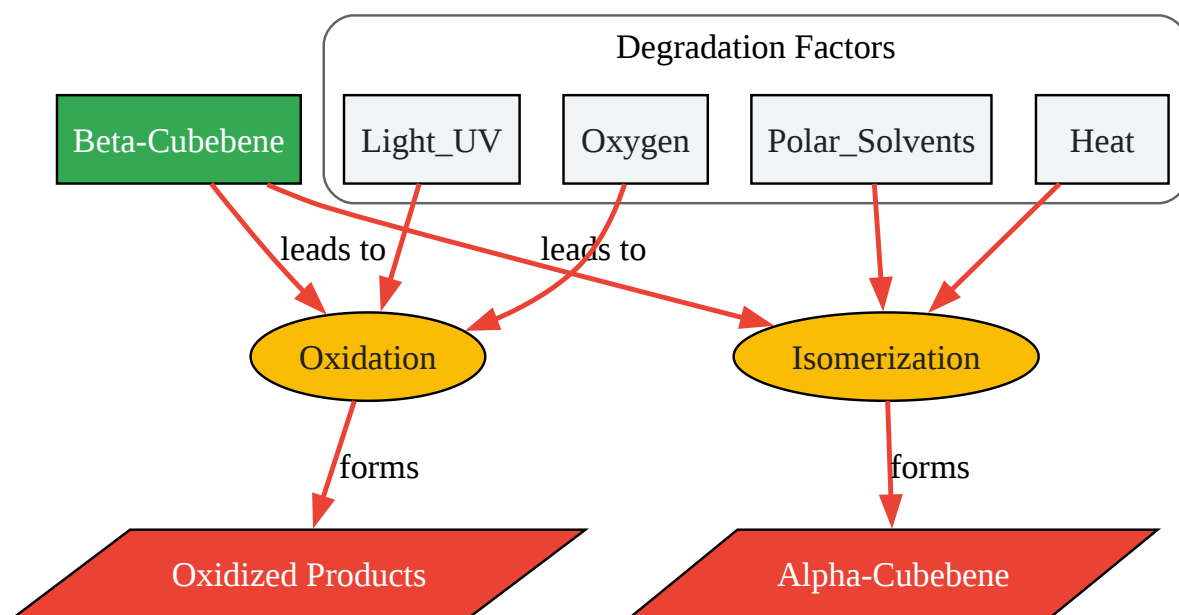 Degradation Factors
Beta-Cubebene
Light_UV
Oxygen
Polar_Solvents
Heat
leads to
leads to
Oxidation
Isomerization
forms
forms
Oxidized Products
Alpha-Cubebene